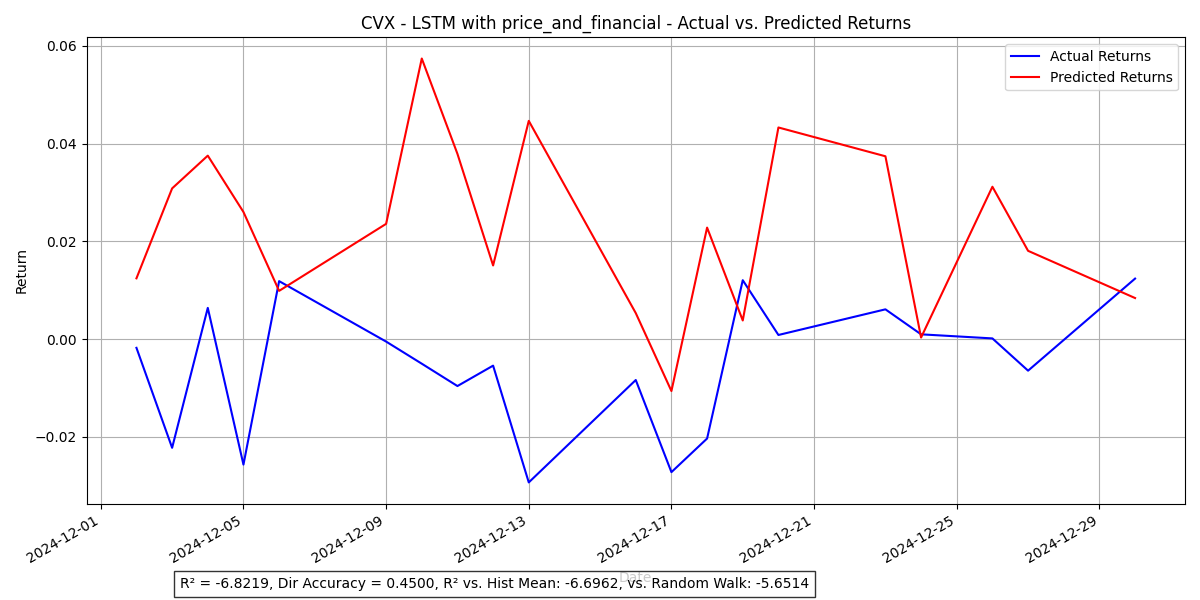 CVX - LSTM with price_and_financial - Actual vs. Predicted Returns
Actual Returns
Predicted Returns
Return
0.06
0.04
0.02
0.00
−0.02
2024-12-01
2024-12-05
2024-12-09
2024-12-13
2024-12-17
2024-12-21
2024-12-25
2024-12-29
Date
R² = -6.8219, Dir Accuracy = 0.4500, R² vs. Hist Mean: -6.6962, vs. Random Walk: -5.6514